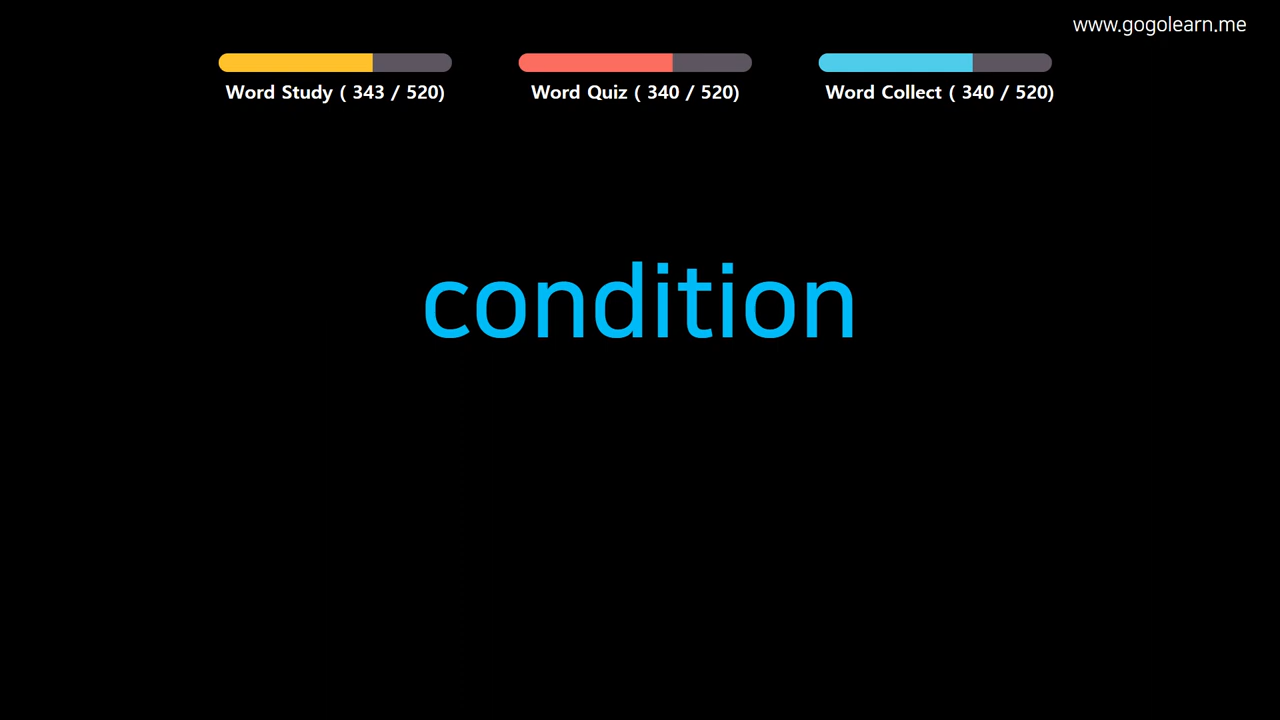 www.gogolearn.me
Word Study ( 343 / 520)
Word Quiz ( 340 / 520)
Word Collect ( 340 / 520)
condition